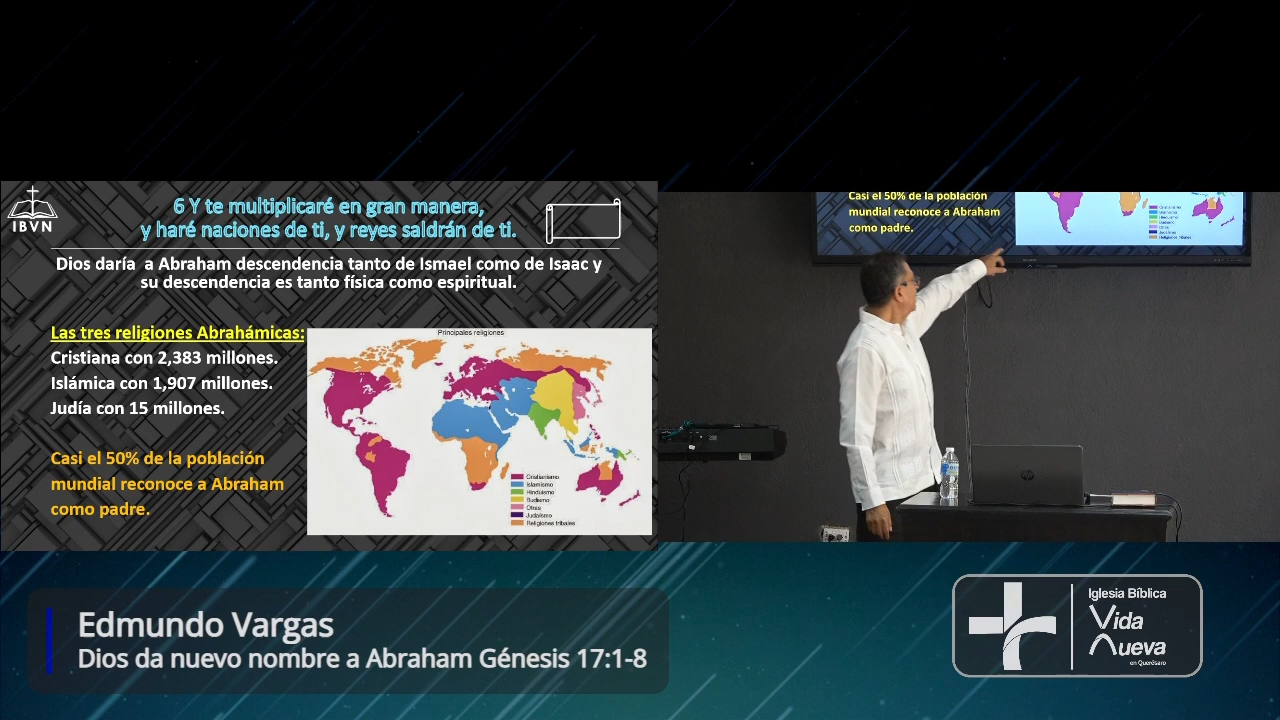 IBVN
6 Y te multiplicaré en gran manera,
y haré naciones de ti, y reyes saldrán de ti.
Dios daría a Abraham descendencia tanto de Ismael como de Isaac y
su descendencia es tanto física como espiritual.
Las tres religiones Abrahámicas:
Cristiana con 2,383 millones.
Islámica con 1,907 millones.
Judía con 15 millones.
Casi el 50% de la población
mundial reconoce a Abraham
como padre.
Principales religiones
Cristianismo
Islamismo
Hinduismo
Budismo
Otras
Judaísmo
Religiones tribales
Casi el 50% de la población
mundial reconoce a Abraham
como padre.
hp
Edmundo Vargas
Dios da nuevo nombre a Abraham Génesis 17:1-8
Iglesia Bíblica
Vida
Nueva
en Querétaro